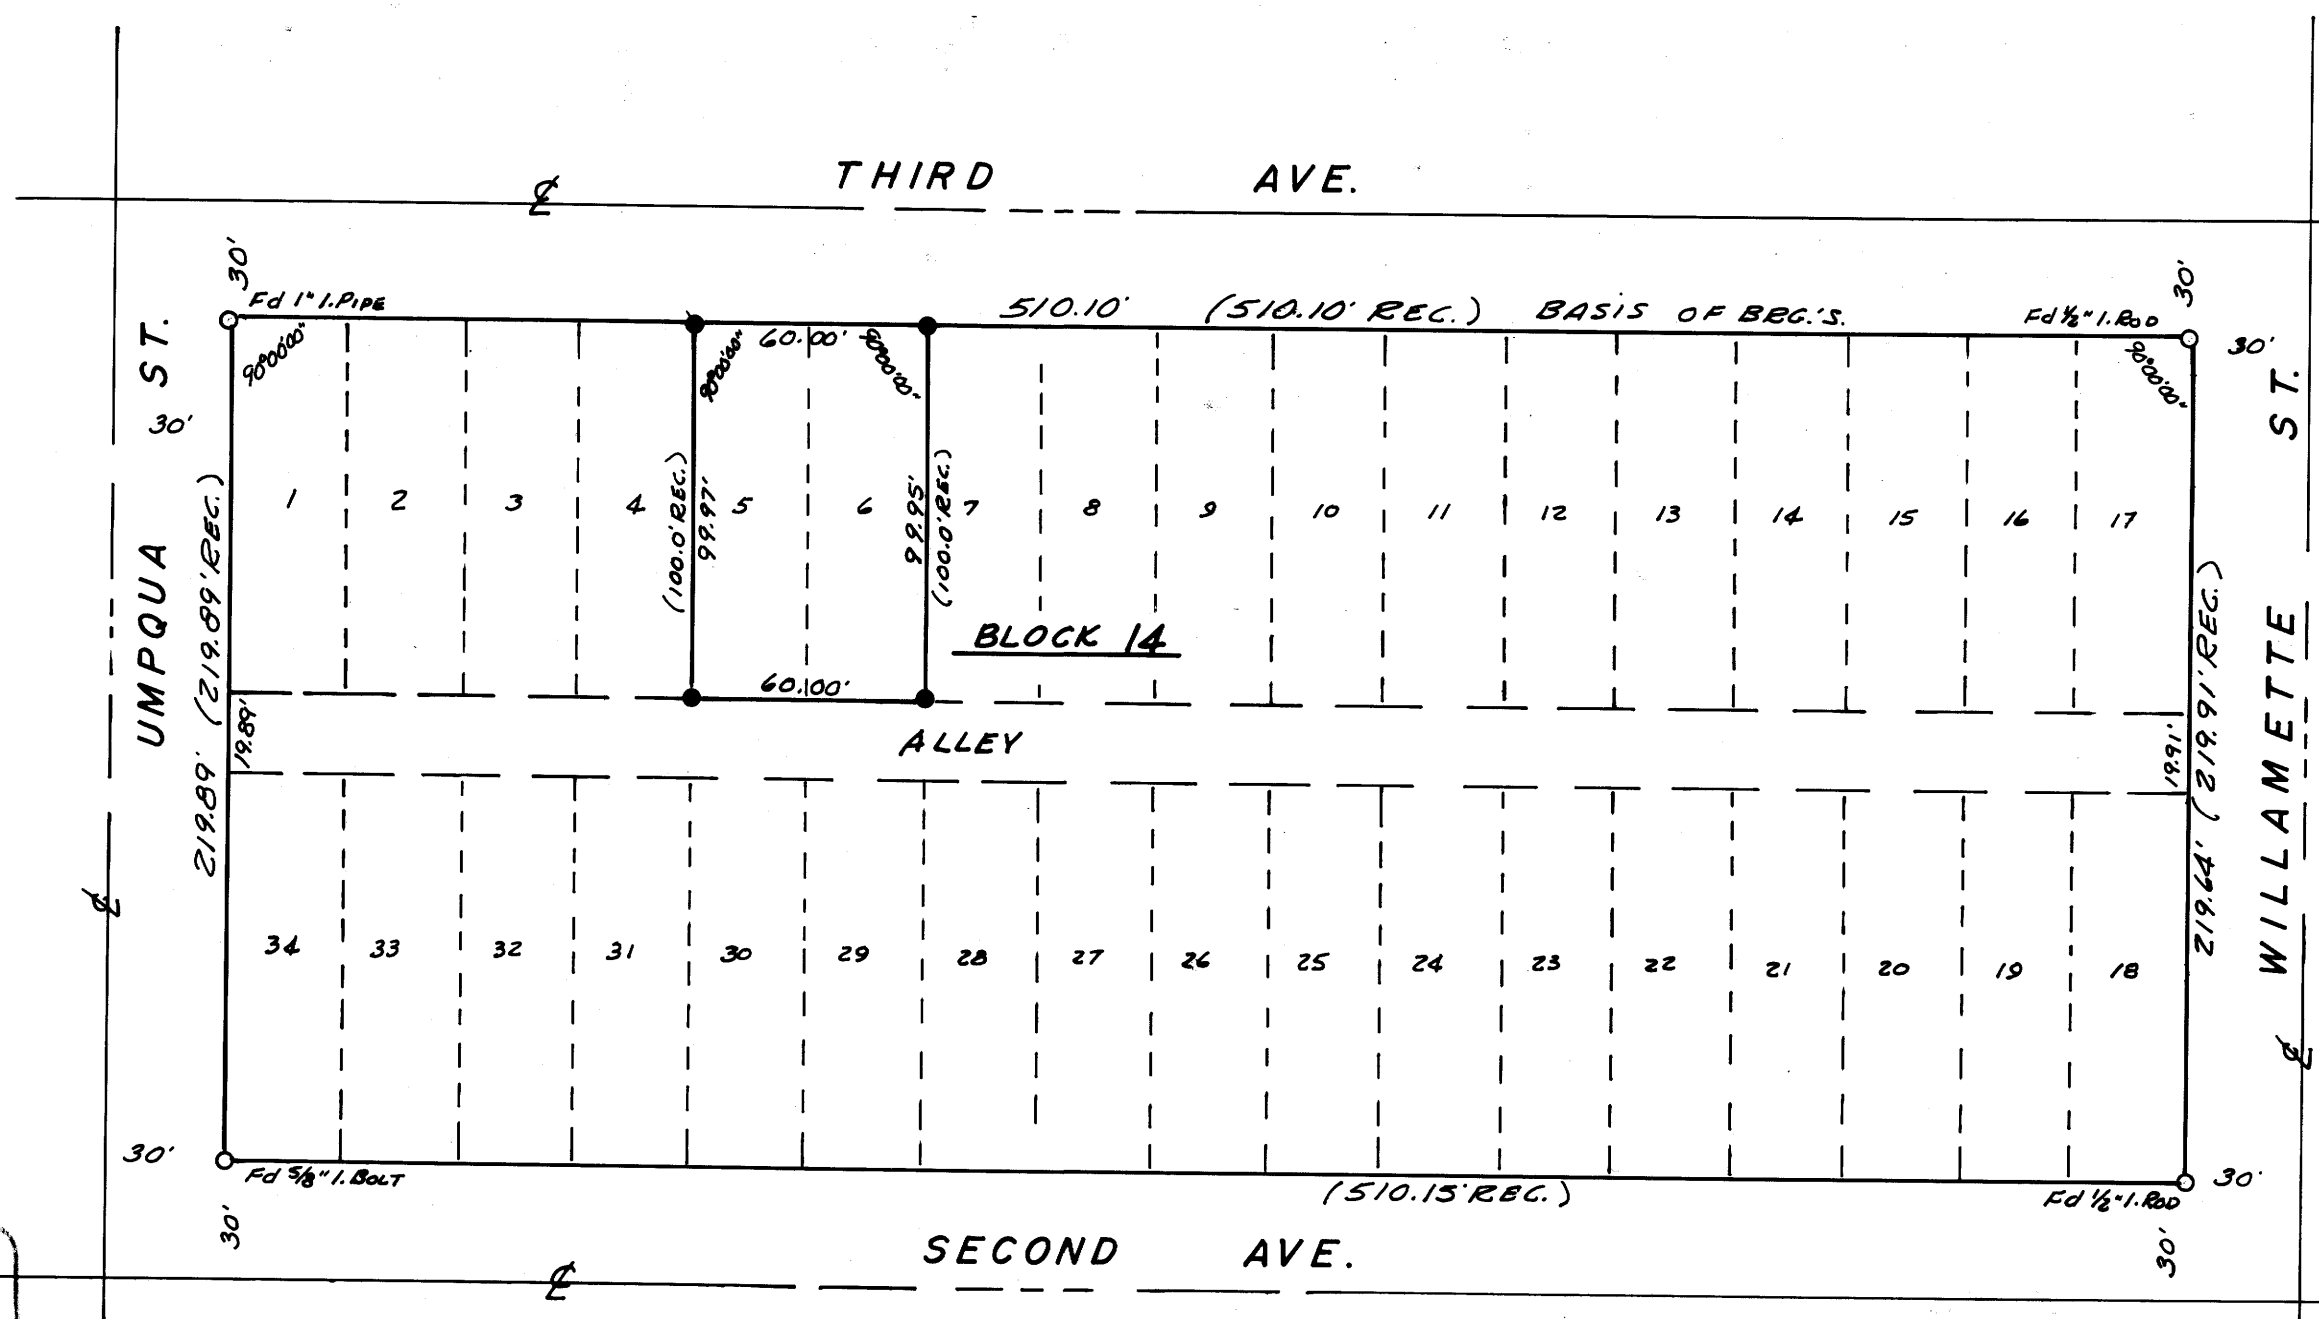 THIRD AVE.
℄
30'
30'
Fd 1" I.PIPE
510.10' (510.10' REC.) BASIS OF BRG.'S.
Fd ½" I.ROD
90°00'00"
90°00'00"
60.00'
90°00'00"
90°00'00"
30'
30'
UMPQUA ST.
WILLAMETTE ST.
219.89' (219.89' REC.)
(100.0' REC.)
99.97'
99.95'
(100.0' REC.)
219.64' (219.91' REC.)
1 2 3 4 5 6 7 8 9 10 11 12 13 14 15 16 17
BLOCK 14
60.00'
19.89'
ALLEY
19.91'
℄
34 33 32 31 30 29 28 27 26 25 24 23 22 21 20 19 18
℄
30'
Fd 5/8" I.BOLT
(510.15' REC.)
Fd ½" I.ROD
30'
30'
30'
SECOND AVE.
℄